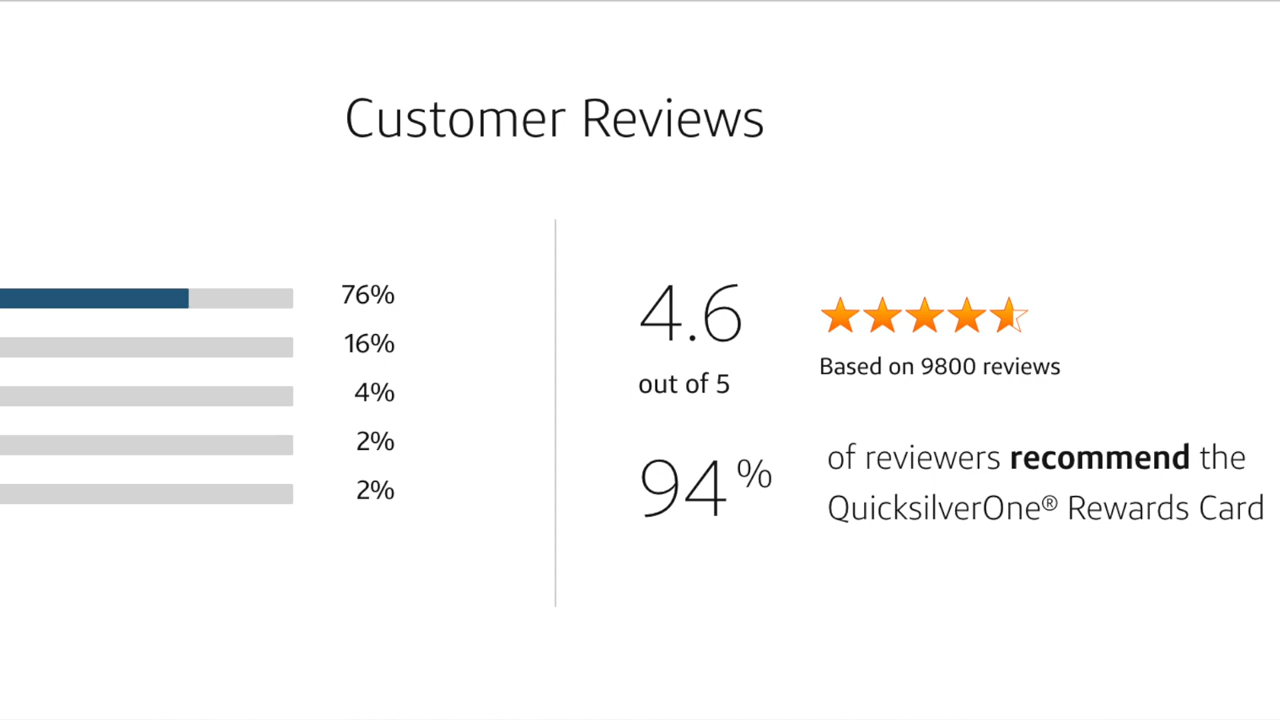 Customer Reviews
76%
16%
4%
2%
2%
4.6
out of 5
Based on 9800 reviews
94%
of reviewers recommend the
QuicksilverOne® Rewards Card